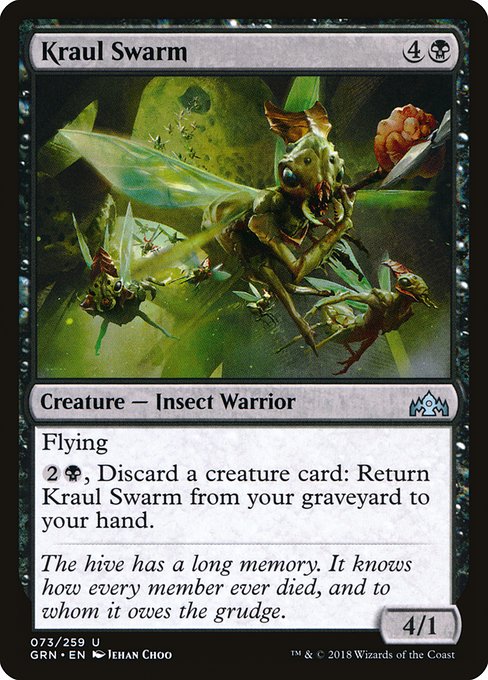 Kraul Swarm 4
Creature — Insect Warrior
Flying
2, Discard a creature card: Return
Kraul Swarm from your graveyard to
your hand.
The hive has a long memory. It knows
how every member ever died, and to
whom it owes the grudge.
4/1
073/259 U
GRN • EN Jehan Choo
™ & © 2018 Wizards of the Coast